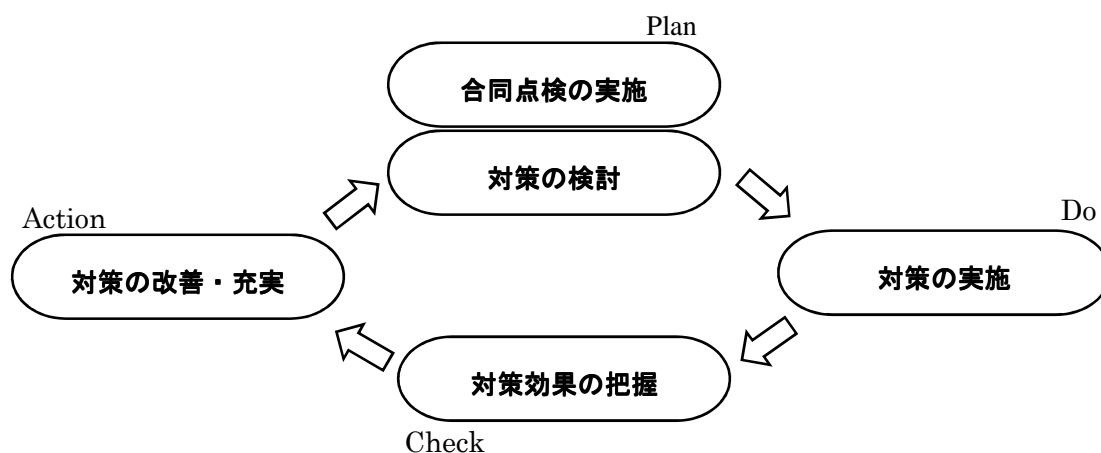 Plan
合同点検の実施
対策の検討
Action
Do
対策の改善・充実
対策の実施
対策効果の把握
Check